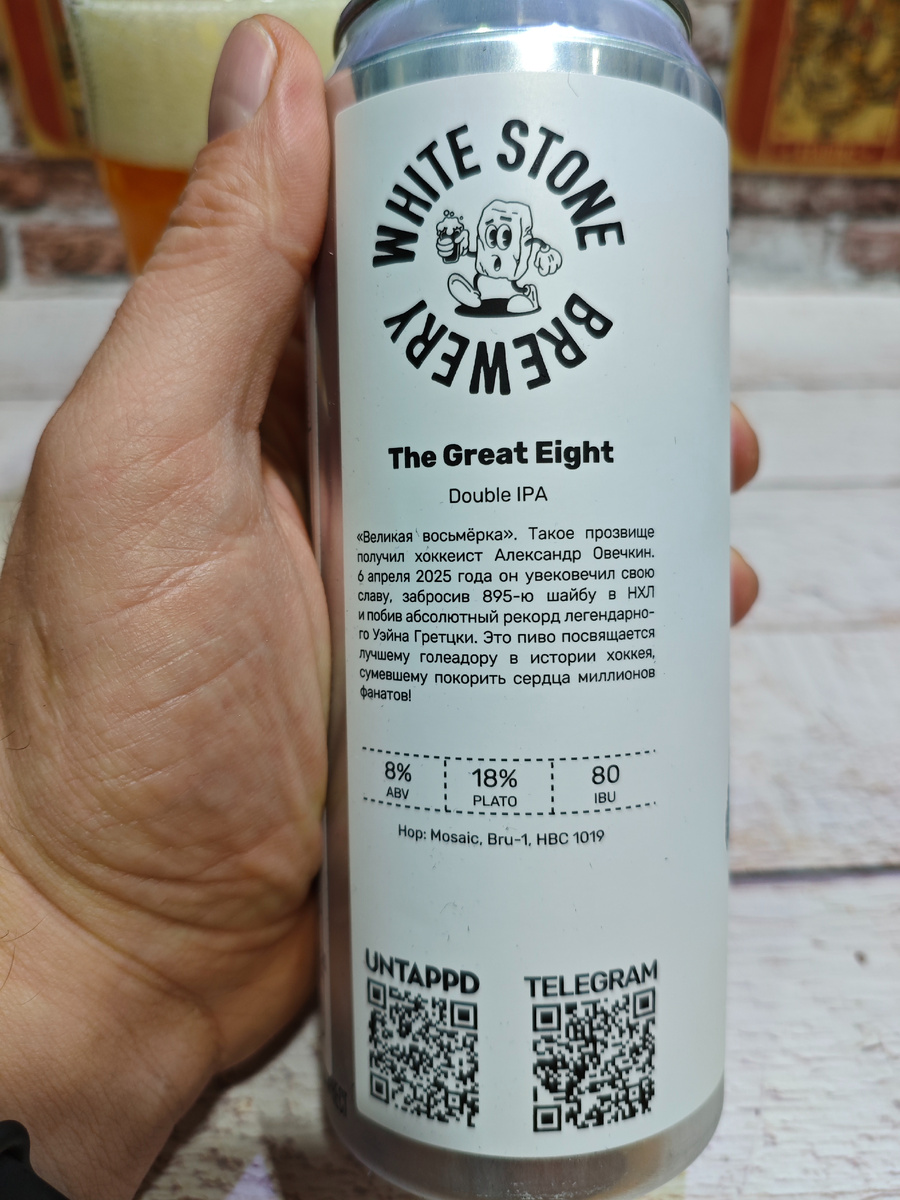 WHITE STONE
BREWERY
The Great Eight
Double IPA
«Великая восьмёрка». Такое прозвище
получил хоккеист Александр Овечкин.
6 апреля 2025 года он увековечил свою
славу, забросив 895-ю шайбу в НХЛ
и побив абсолютный рекорд легендарно-
го Уэйна Гретцки. Это пиво посвящается
лучшему голеадору в истории хоккея,
сумевшему покорить сердца миллионов
фанатов!
8% 18% 80
ABV PLATO IBU
Hop: Mosaic, Bru-1, HBC 1019
UNTAPPD TELEGRAM